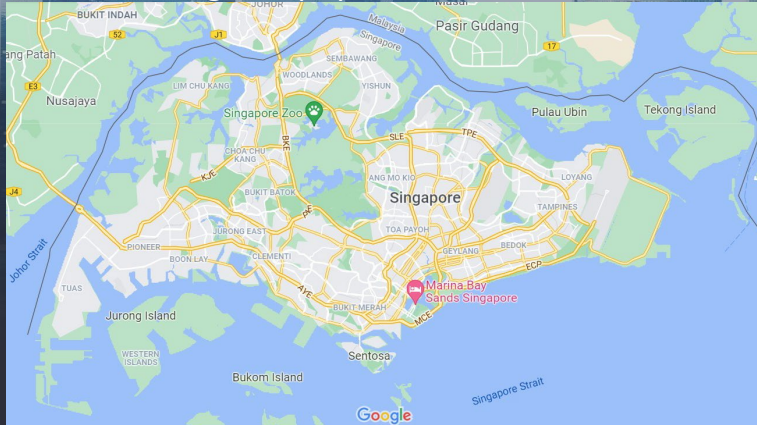 JOHOR
Masai
BUKIT INDAH
52
J1
Malaysia
Singapore
Pasir Gudang
17
ang Patah
E3
Nusajaya
SEMBAWANG
WOODLANDS
LIM CHU KANG
YISHUN
Singapore Zoo
Pulau Ubin
Tekong Island
BKE
SLE
TPE
CHOA CHU
KANG
KJE
ANG MO KIO
LOYANG
J4
BUKIT BATOK
Singapore
TAMPINES
PIE
JURONG EAST
TOA PAYOH
BEDOK
PIONEER
GEYLANG
CLEMENTI
BOON LAY
ECP
Johor Strait
TUAS
AYE
Marina Bay
Sands Singapore
BUKIT MERAH
Jurong Island
MCE
WESTERN
ISLANDS
Sentosa
Bukom Island
Singapore Strait
Google